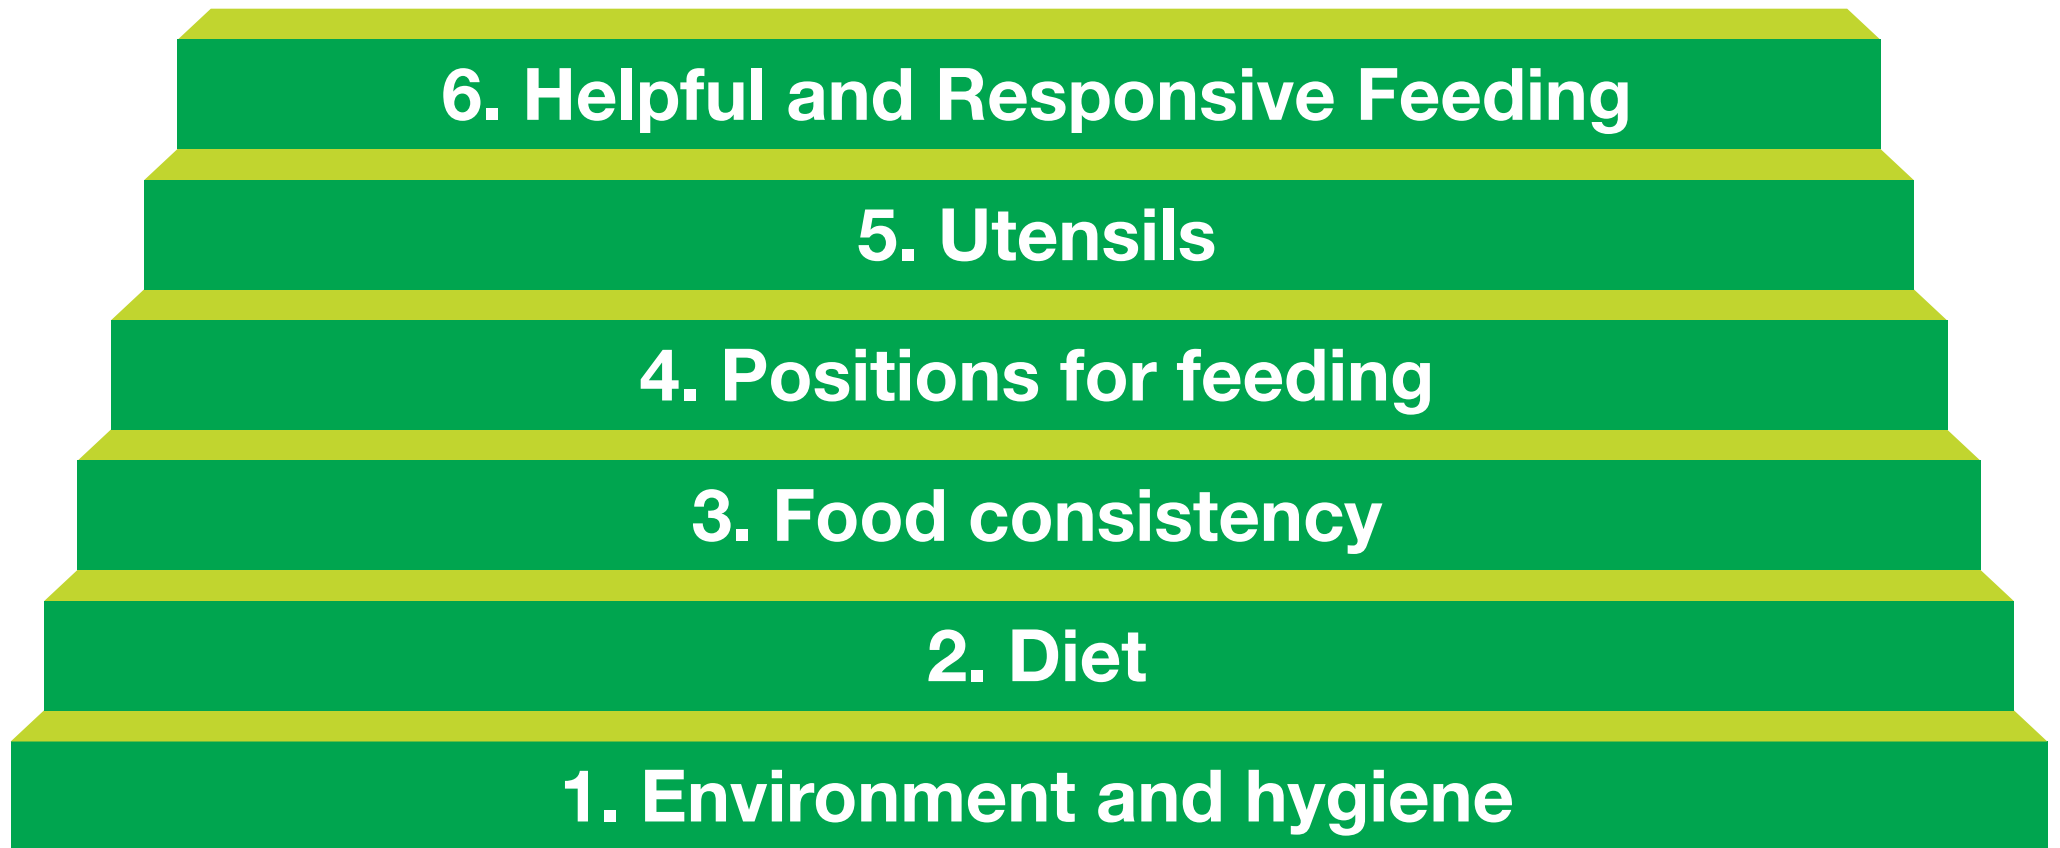 6. Helpful and Responsive Feeding
5. Utensils
4. Positions for feeding
3. Food consistency
2. Diet
1. Environment and hygiene